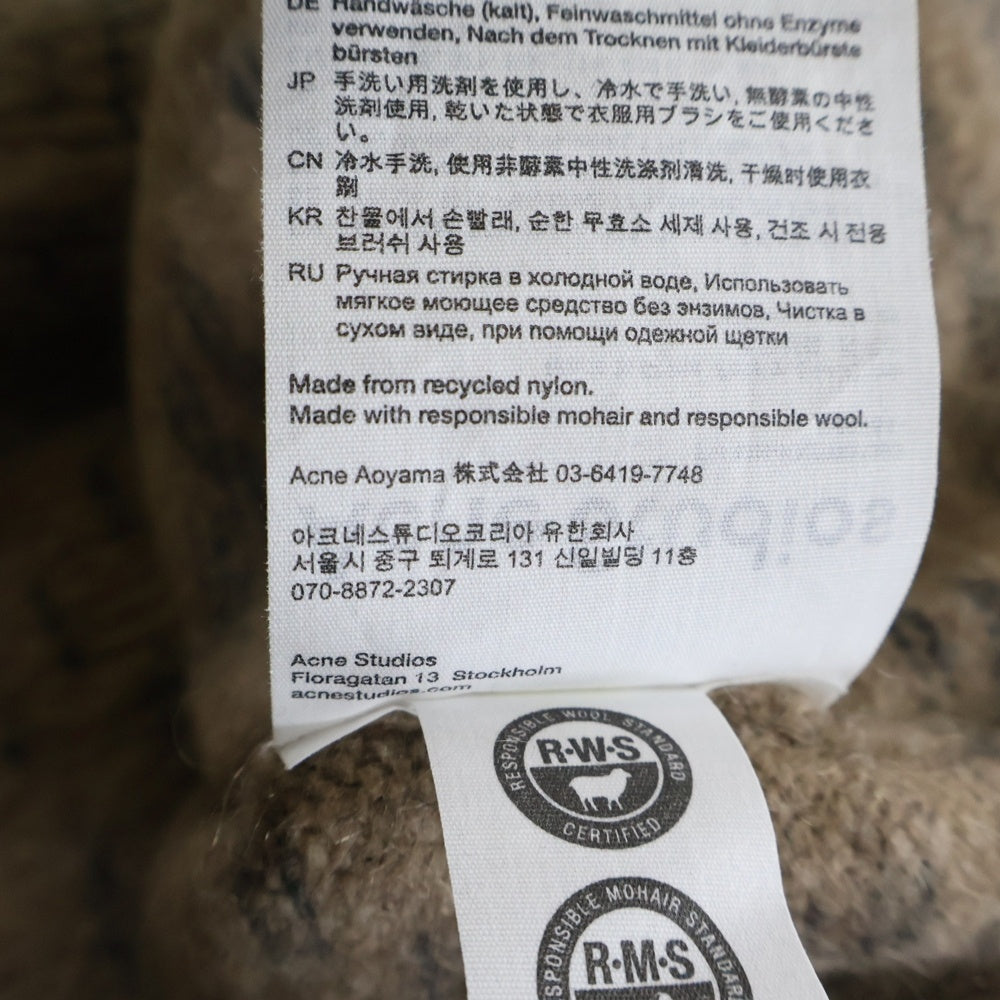 DE Handwäsche (kalt), Feinwaschmittel ohne Enzyme
verwenden, Nach dem Trocknen mit Kleiderbürste
bürsten
JP 手洗い用洗剤を使用し、冷水で手洗い, 無酵素の中性
洗剤使用, 乾いた状態で衣服用ブラシをご使用くださ
い。
CN 冷水手洗, 使用非酵素中性洗涤剂清洗, 干燥时使用衣
刷
KR 찬물에서 손빨래, 순한 무효소 세제 사용, 건조 시 전용
브러쉬 사용
RU Ручная стирка в холодной воде, Использовать
мягкое моющее средство без энзимов, Чистка в
сухом виде, при помощи одежной щетки
Made from recycled nylon.
Made with responsible mohair and responsible wool.
Acne Aoyama 株式会社 03-6419-7748
아크네스튜디오코리아 유한회사
서울시 중구 퇴계로 131 신일빌딩 11층
070-8872-2307
Acne Studios
Floragatan 13 Stockholm
acnestudios.com
RESPONSIBLE WOOL STANDARD
R·W·S
CERTIFIED
RESPONSIBLE MOHAIR STANDARD
R·M·S